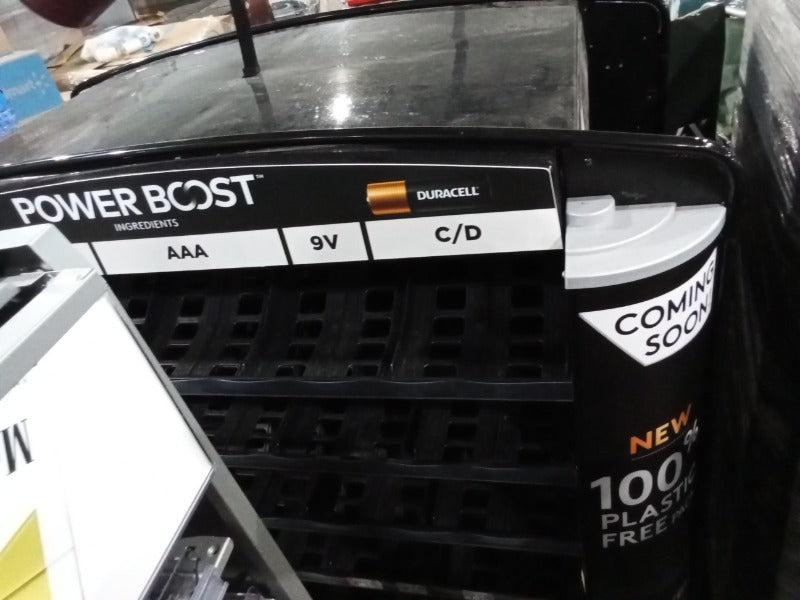 POWER BOOST™
INGREDIENTS
DURACELL
AAA
9V
C/D
COMING
SOON
NEW
100%
PLASTIC
FREE